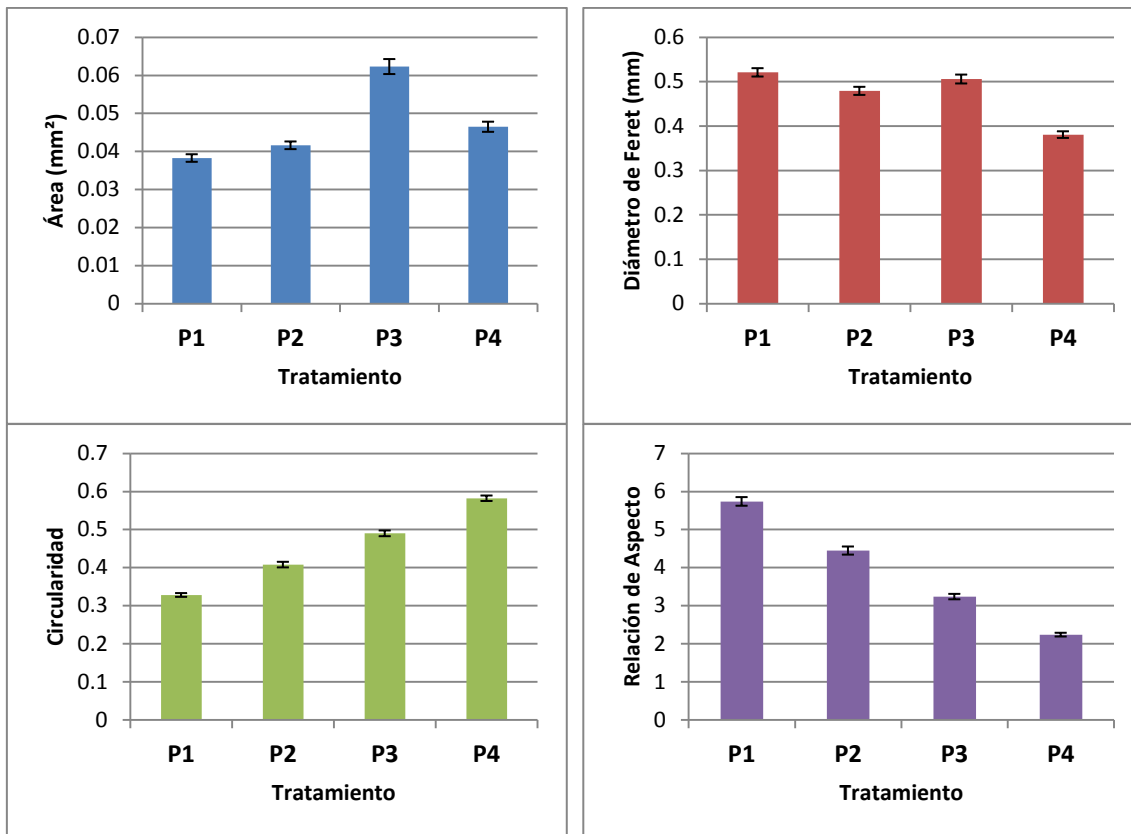 Área (mm²)
0.07
0.06
0.05
0.04
0.03
0.02
0.01
0
P1 P2 P3 P4
Tratamiento
Diámetro de Feret (mm)
0.6
0.5
0.4
0.3
0.2
0.1
0
P1 P2 P3 P4
Tratamiento
Circularidad
0.7
0.6
0.5
0.4
0.3
0.2
0.1
0
P1 P2 P3 P4
Tratamiento
Relación de Aspecto
7
6
5
4
3
2
1
0
P1 P2 P3 P4
Tratamiento